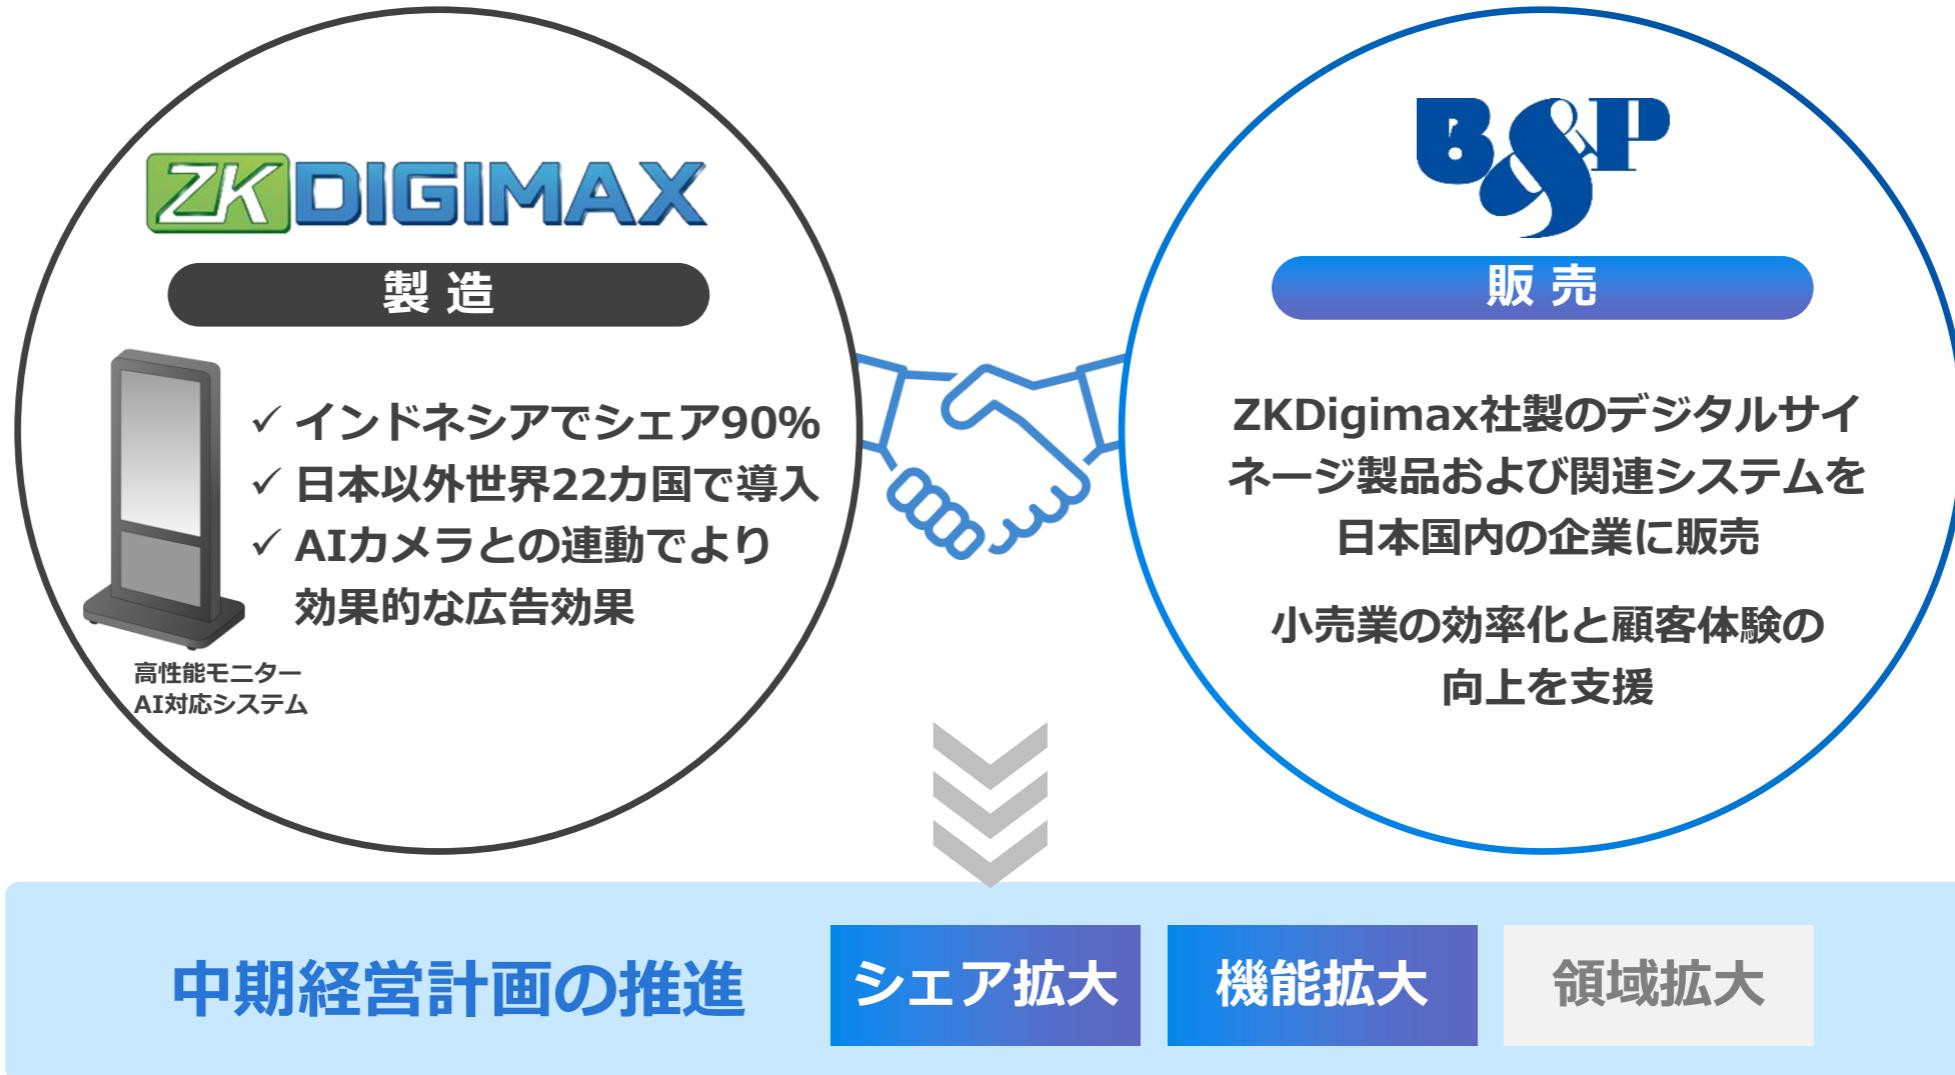 ZKDIGIMAX
製造
✓ インドネシアでシェア90%
✓ 日本以外世界22カ国で導入
✓ AIカメラとの連動でより
効果的な広告効果
高性能モニター
AI対応システム
B&P
販売
ZKDigimax社製のデジタルサイ
ネージ製品および関連システムを
日本国内の企業に販売
小売業の効率化と顧客体験の
向上を支援
中期経営計画の推進
シェア拡大
機能拡大
領域拡大